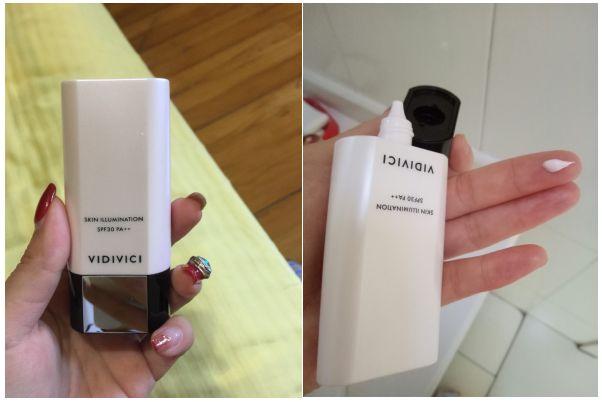 SKIN ILLUMINATION
SPF30 PA++
VIDIVICI
VIDIVICI
SKIN ILLUMINATION
SPF30 PA++